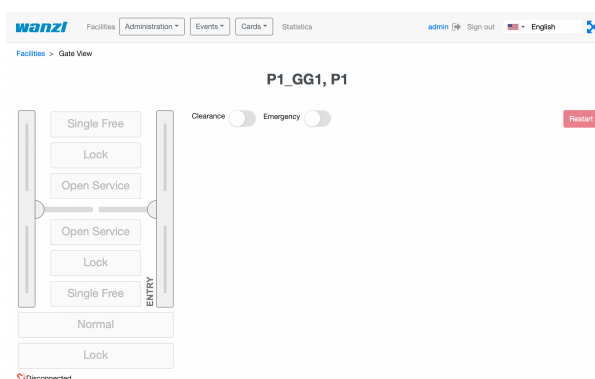 wanzl Facilities Administration Events Cards Statistics admin Sign out English
Facilities > Gate View
P1_GG1, P1
Clearance Emergency Restart
Single Free
Lock
Open Service
Open Service
Lock
Single Free
ENTRY
Normal
Lock
Disconnected